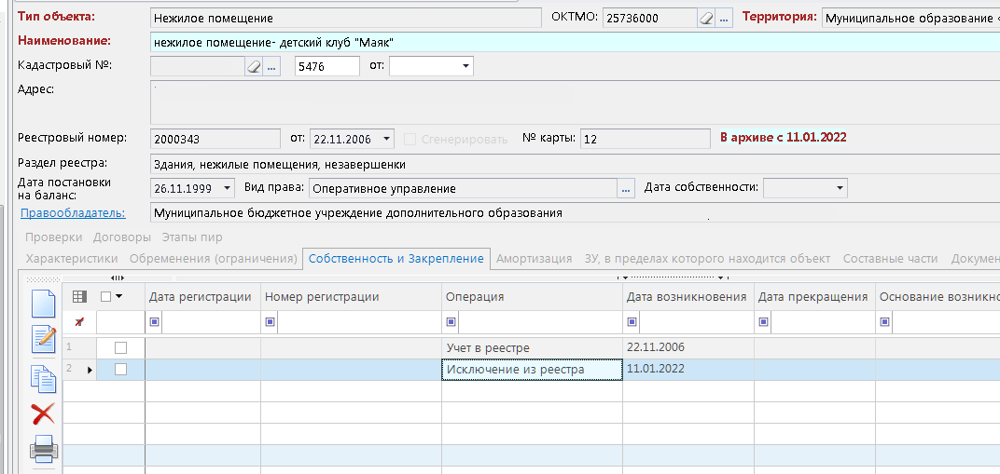 Тип объекта: Нежилое помещение ОКТМО: 25736000 ... Территория: Муниципальное образование
Наименование: нежилое помещение- детский клуб "Маяк"
Кадастровый №: ... 5476 от:
Адрес:
Реестровый номер: 2000343 от: 22.11.2006 Сгенерировать № карты: 12 В архиве с 11.01.2022
Раздел реестра: Здания, нежилые помещения, незавершенки
Дата постановки
на баланс: 26.11.1999 Вид права: Оперативное управление ... Дата собственности:
Правообладатель: Муниципальное бюджетное учреждение дополнительного образования
Проверки Договоры Этапы пир
Характеристики Обременения (ограничения) Собственность и Закрепление Амортизация ЗУ, в пределах которого находится объект Составные части Докумен
Дата регистрации Номер регистрации Операция Дата возникновения Дата прекращения Основание возникно
1 Учет в реестре 22.11.2006
2 Исключение из реестра 11.01.2022